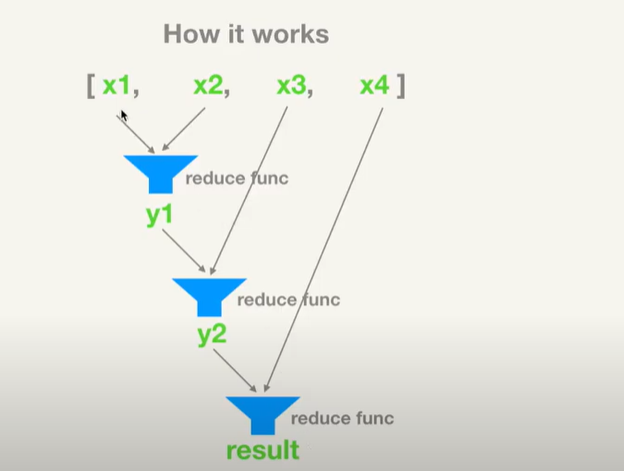 How it works
[ x1, x2, x3, x4 ]
reduce func
y1
reduce func
y2
reduce func
result